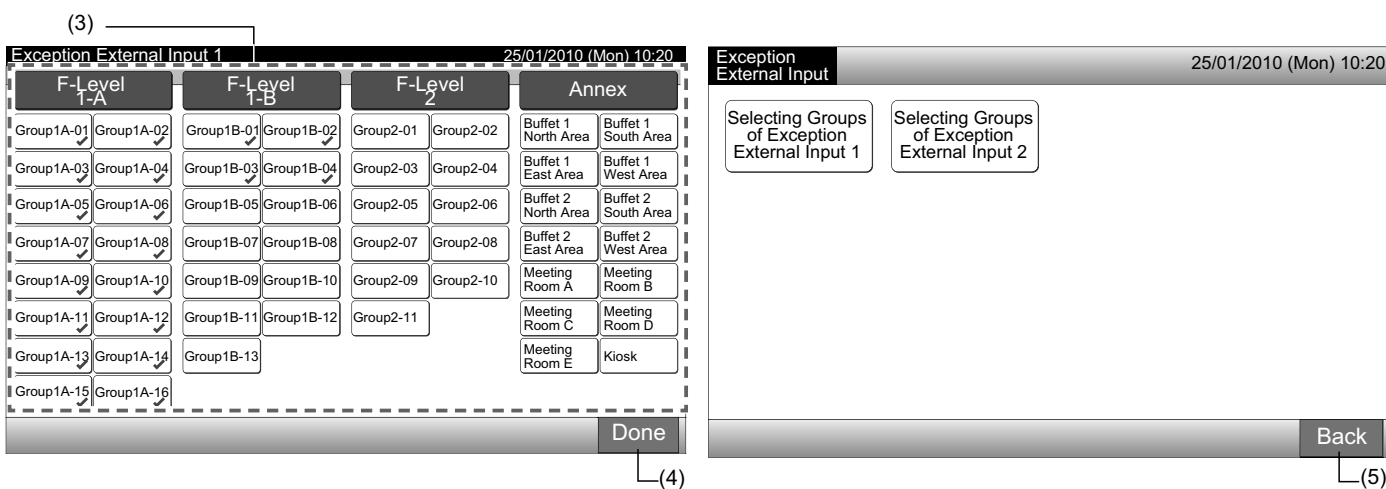 (3)
Exception External Input 1 25/01/2010 (Mon) 10:20
F-Level
1-A
F-Level
1-B
F-Level
2
Annex
Group1A-01 Group1A-02 Group1B-01 Group1B-02 Group2-01 Group2-02
Buffet 1 North Area
Buffet 1 South Area
Group1A-03 Group1A-04 Group1B-03 Group1B-04 Group2-03 Group2-04
Buffet 1 East Area
Buffet 1 West Area
Group1A-05 Group1A-06 Group1B-05 Group1B-06 Group2-05 Group2-06
Buffet 2 North Area
Buffet 2 South Area
Group1A-07 Group1A-08 Group1B-07 Group1B-08 Group2-07 Group2-08
Buffet 2 East Area
Buffet 2 West Area
Group1A-09 Group1A-10 Group1B-09 Group1B-10 Group2-09 Group2-10
Meeting Room A
Meeting Room B
Group1A-11 Group1A-12 Group1B-11 Group1B-12 Group2-11
Meeting Room C
Meeting Room D
Group1A-13 Group1A-14 Group1B-13
Meeting Room E
Kiosk
Group1A-15 Group1A-16
Done
(4)
Exception
External Input
25/01/2010 (Mon) 10:20
Selecting Groups
of Exception
External Input 1
Selecting Groups
of Exception
External Input 2
Back
(5)